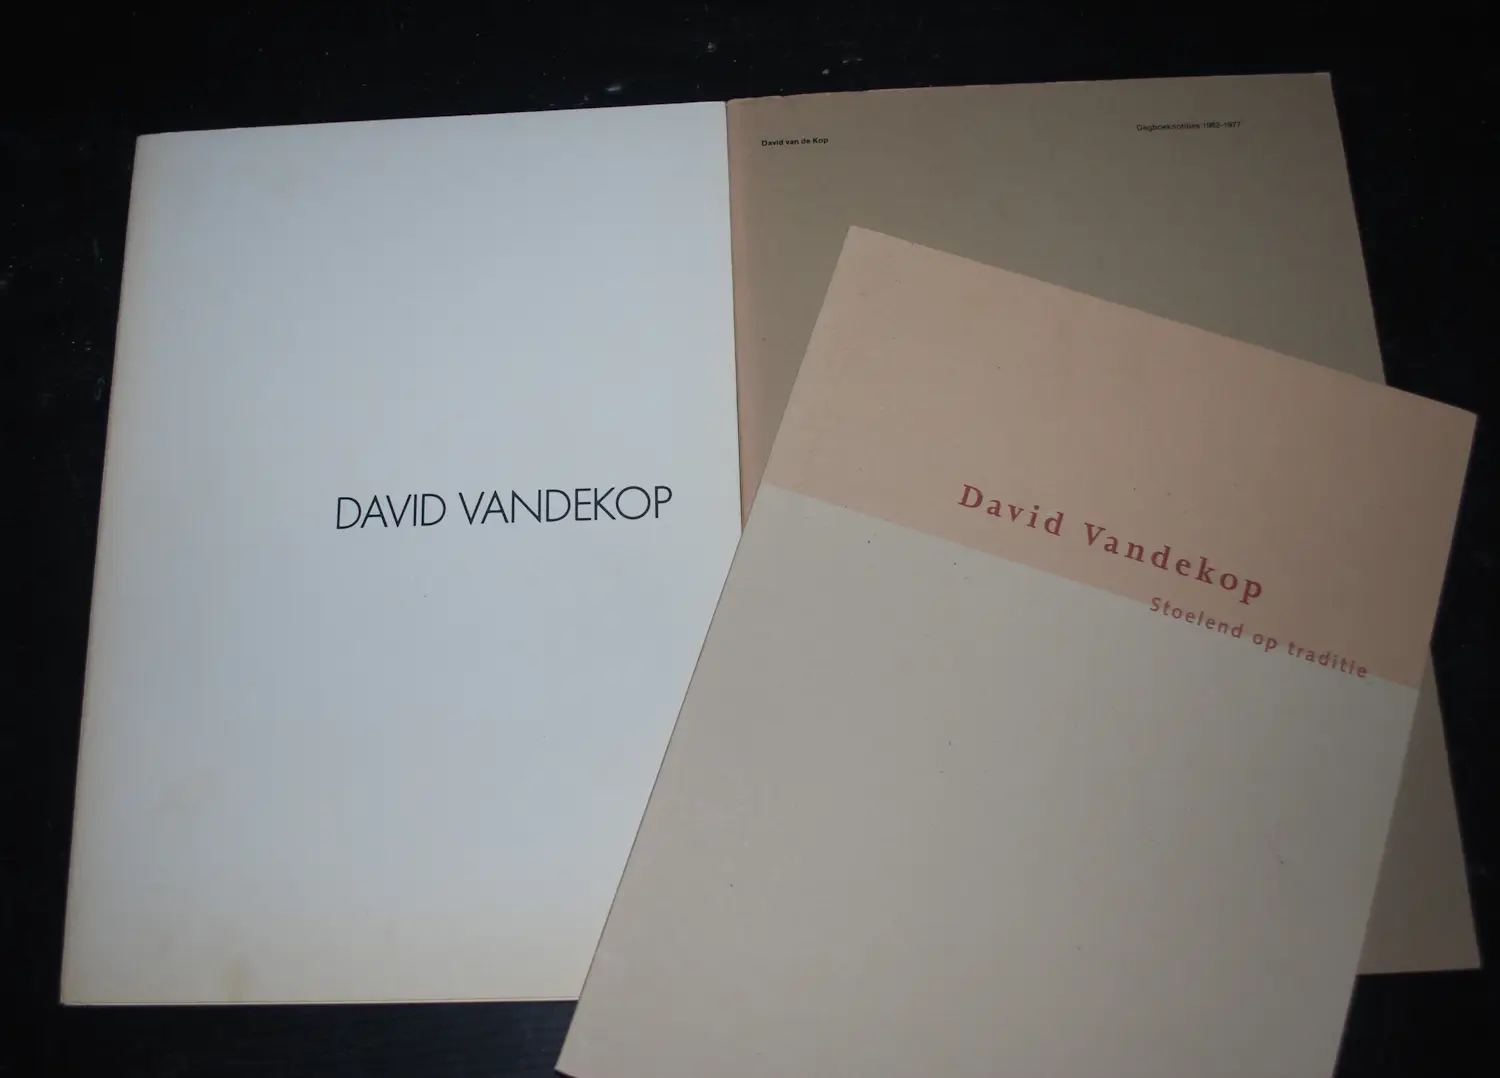 DAVID VANDEKOP
David van de Kop
Dagboeknotities 1962-1977
David Vandekop
Stoelend op traditie